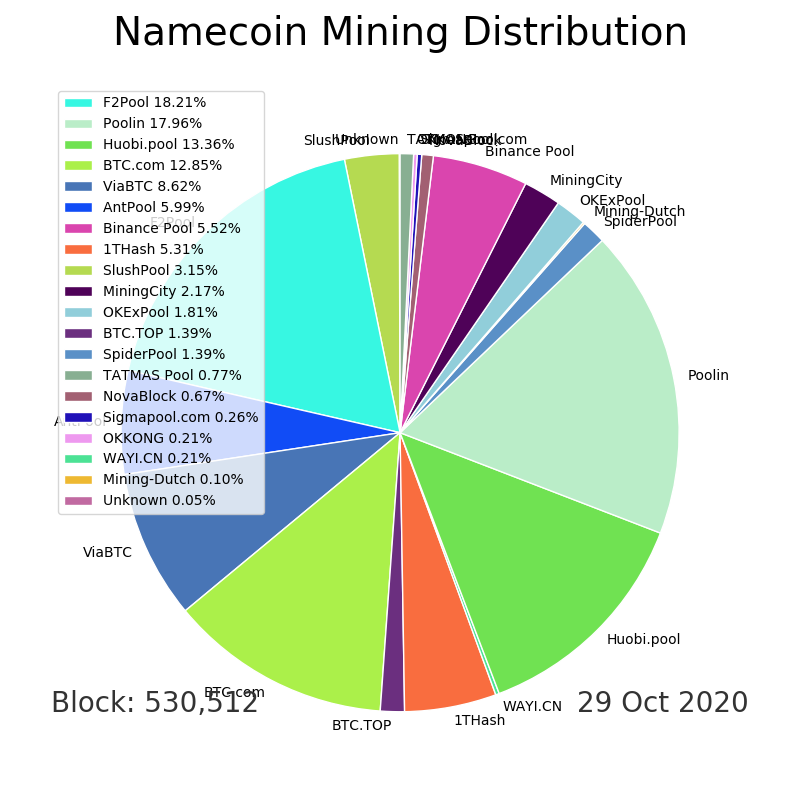 Namecoin Mining Distribution
F2Pool 18.21%
Poolin 17.96%
Huobi.pool 13.36%
BTC.com 12.85%
ViaBTC 8.62%
AntPool 5.99%
Binance Pool 5.52%
1THash 5.31%
SlushPool 3.15%
MiningCity 2.17%
OKExPool 1.81%
BTC.TOP 1.39%
SpiderPool 1.39%
TATMAS Pool 0.77%
NovaBlock 0.67%
Sigmapool.com 0.26%
OKKONG 0.21%
WAYI.CN 0.21%
Mining-Dutch 0.10%
Unknown 0.05%
SlushPool
Unknown
Binance Pool
MiningCity
OKExPool
Mining-Dutch
SpiderPool
Poolin
Huobi.pool
WAYI.CN
1THash
BTC.TOP
BTC.com
ViaBTC
AntPool
F2Pool
Block: 530,512
29 Oct 2020